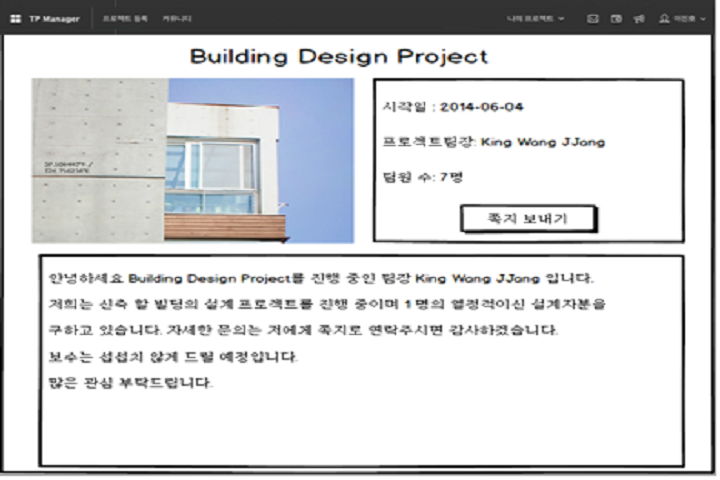 TP Manager 프로젝트 등록 커뮤니티 나의 프로젝트
Building Design Project
시작일 : 2014-06-04
프로젝트팀장: King Wang JJang
팀원 수: 7명
쪽지 보내기
안녕하세요 Building Design Project를 진행 중인 팀장 King Wang JJang 입니다.
저희는 신축 할 빌딩의 설계 프로젝트를 진행 중이며 1명의 열정적이신 설계자분을
구하고 있습니다. 자세한 문의는 저에게 쪽지로 연락주시면 감사하겠습니다.
보수는 섭섭치 않게 드릴 예정입니다.
많은 관심 부탁드립니다.